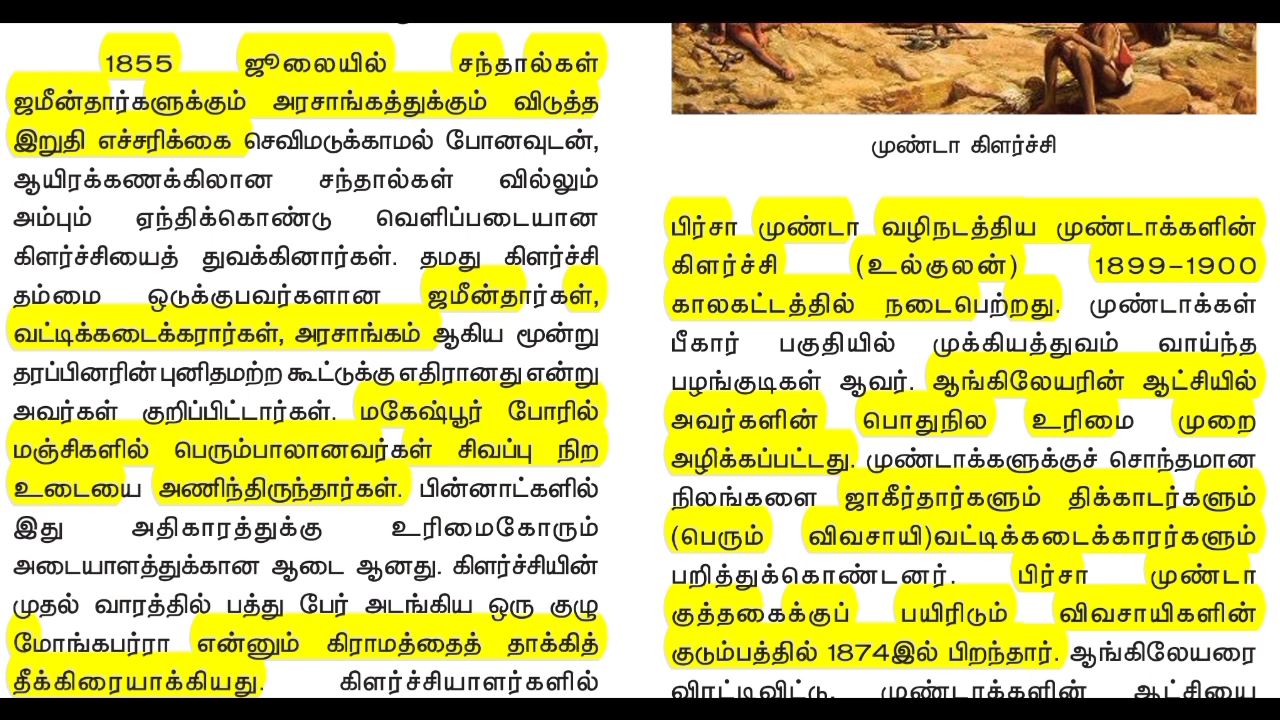 1855 ஜூலையில் சந்தால்கள்
ஜமீன்தார்களுக்கும் அரசாங்கத்துக்கும் விடுத்த
இறுதி எச்சரிக்கை செவிமடுக்காமல் போனவுடன்,
ஆயிரக்கணக்கிலான சந்தால்கள் வில்லும்
அம்பும் ஏந்திக்கொண்டு வெளிப்படையான
கிளர்ச்சியைத் துவக்கினார்கள். தமது கிளர்ச்சி
தம்மை ஒடுக்குபவர்களான ஜமீன்தார்கள்,
வட்டிக்கடைக்கரார்கள், அரசாங்கம் ஆகிய மூன்று
தரப்பினரின் புனிதமற்ற கூட்டுக்கு எதிரானது என்று
அவர்கள் குறிப்பிட்டார்கள். மகேஷ்பூர் போரில்
மஞ்சிகளில் பெரும்பாலானவர்கள் சிவப்பு நிற
உடையை அணிந்திருந்தார்கள். பின்னாட்களில்
இது அதிகாரத்துக்கு உரிமைகோரும்
அடையாளத்துக்கான ஆடை ஆனது. கிளர்ச்சியின்
முதல் வாரத்தில் பத்து பேர் அடங்கிய ஒரு குழு
மோங்கபர்ரா என்னும் கிராமத்தைத் தாக்கித்
தீக்கிரையாக்கியது. கிளர்ச்சியாளர்களில்
முண்டா கிளர்ச்சி
பிர்சா முண்டா வழிநடத்திய முண்டாக்களின்
கிளர்ச்சி (உல்குலன்) 1899–1900
காலகட்டத்தில் நடைபெற்றது. முண்டாக்கள்
பீகார் பகுதியில் முக்கியத்துவம் வாய்ந்த
பழங்குடிகள் ஆவர். ஆங்கிலேயரின் ஆட்சியில்
அவர்களின் பொதுநில உரிமை முறை
அழிக்கப்பட்டது. முண்டாக்களுக்குச் சொந்தமான
நிலங்களை ஜாகீர்தார்களும் திக்காடர்களும்
(பெரும் விவசாயி)வட்டிக்கடைக்காரர்களும்
பறித்துக்கொண்டனர். பிர்சா முண்டா
குத்தகைக்குப் பயிரிடும் விவசாயிகளின்
குடும்பத்தில் 1874இல் பிறந்தார். ஆங்கிலேயரை
விரட்டிவிட்டு, முண்டாக்களின் ஆட்சியை